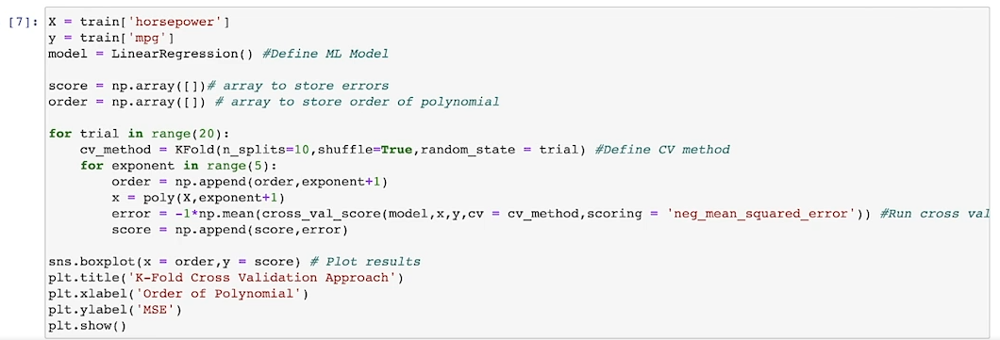 [7]: X = train['horsepower']
y = train['mpg']
model = LinearRegression() #Define ML Model
score = np.array([])# array to store errors
order = np.array([]) # array to store order of polynomial
for trial in range(20):
cv_method = KFold(n_splits=10,shuffle=True,random_state = trial) #Define CV method
for exponent in range(5):
order = np.append(order,exponent+1)
x = poly(X,exponent+1)
error = -1*np.mean(cross_val_score(model,x,y,cv = cv_method,scoring = 'neg_mean_squared_error')) #Run cross val
score = np.append(score,error)
sns.boxplot(x = order,y = score) # Plot results
plt.title('K-Fold Cross Validation Approach')
plt.xlabel('Order of Polynomial')
plt.ylabel('MSE')
plt.show()